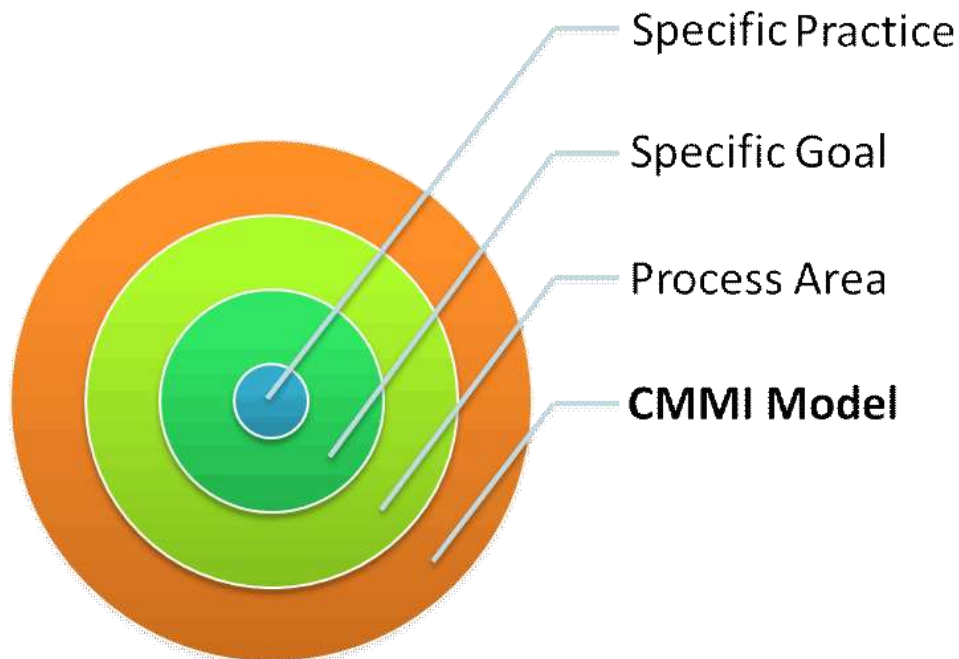 Specific Practice
Specific Goal
Process Area
CMMI Model